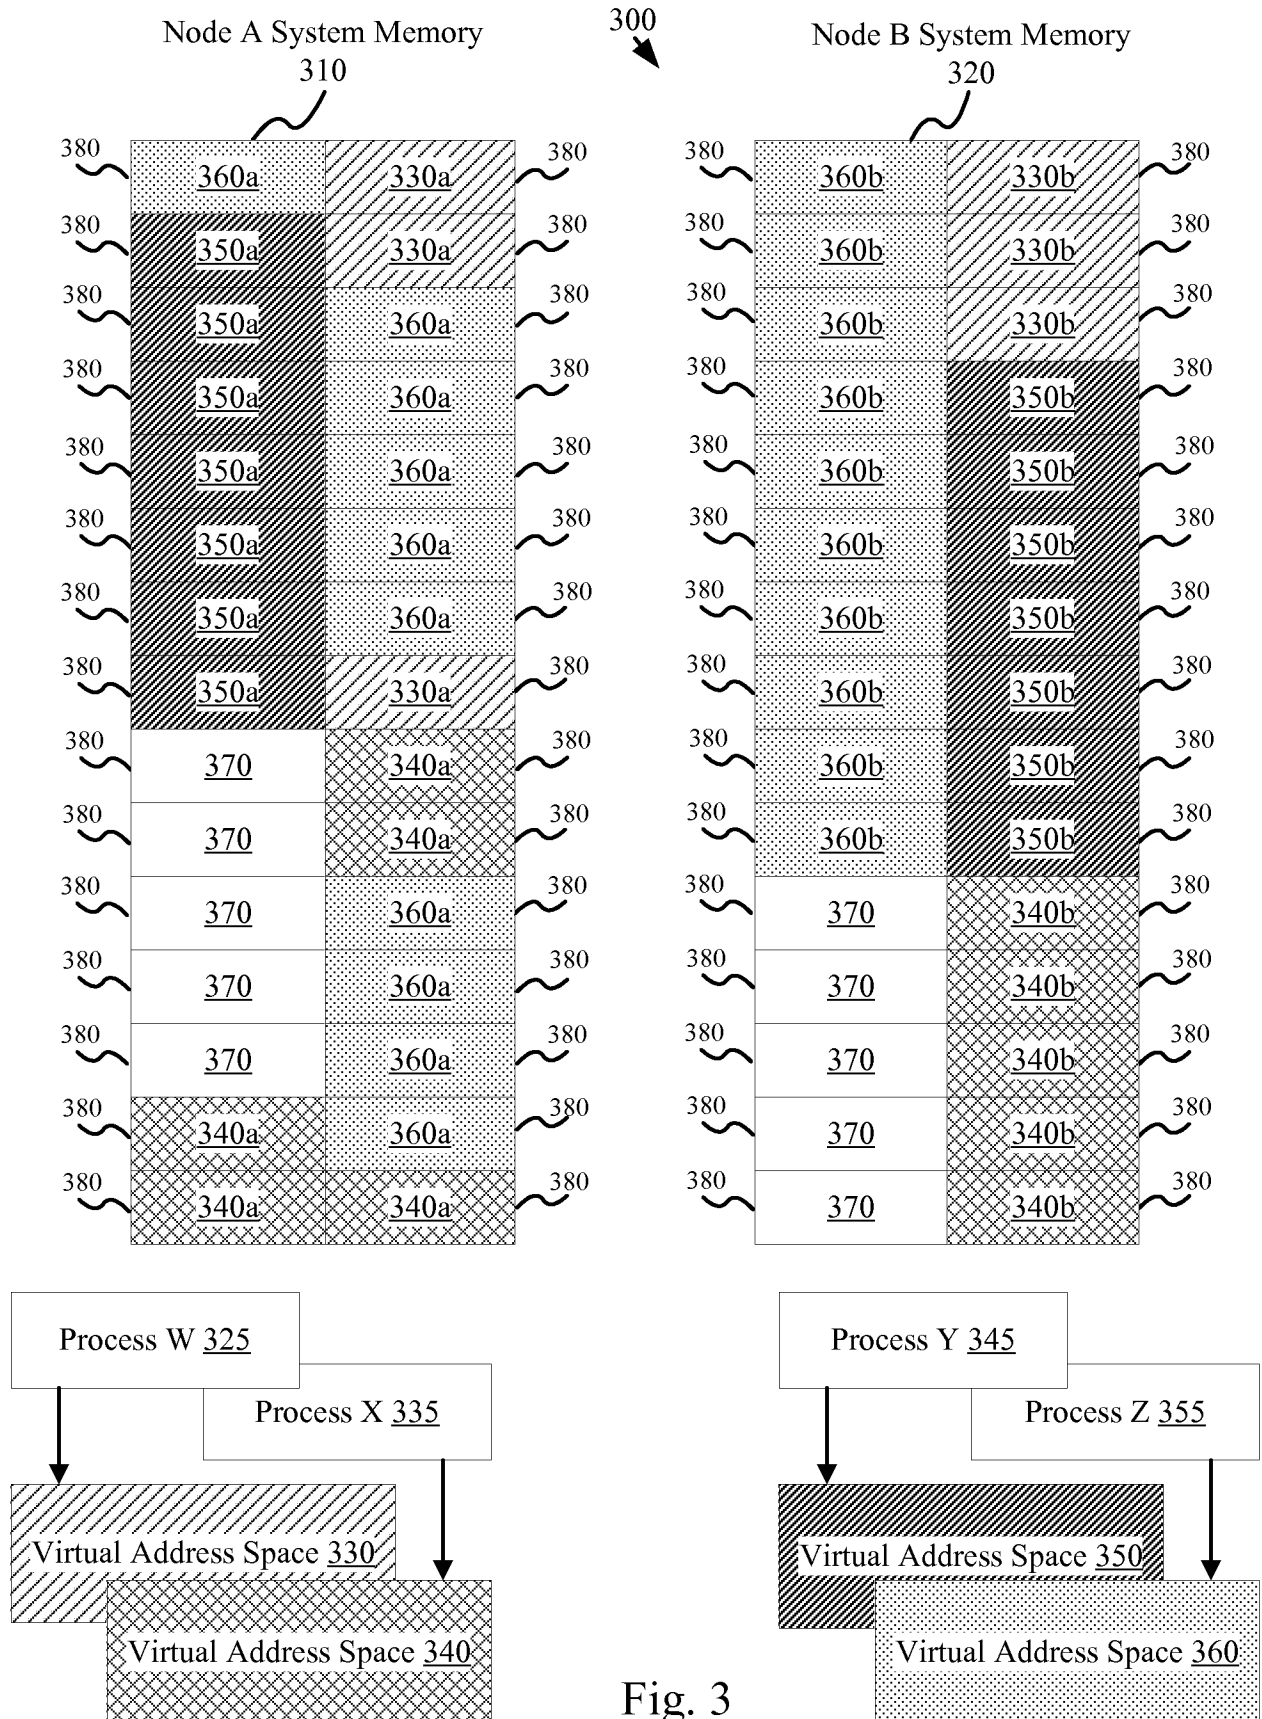 Node A System Memory
310
300
Node B System Memory
320
380 360a 330a 380 380 360b 330b 380
380 350a 330a 380 380 360b 330b 380
380 350a 360a 380 380 360b 330b 380
380 350a 360a 380 380 360b 350b 380
380 350a 360a 380 380 360b 350b 380
380 350a 360a 380 380 360b 350b 380
380 350a 360a 380 380 360b 350b 380
380 350a 330a 380 380 360b 350b 380
380 370 340a 380 380 360b 350b 380
380 370 340a 380 380 360b 350b 380
380 370 360a 380 380 370 340b 380
380 370 360a 380 380 370 340b 380
380 370 360a 380 380 370 340b 380
380 340a 360a 380 380 370 340b 380
380 340a 340a 380 380 370 340b 380
Process W 325
Process X 335
Virtual Address Space 330
Virtual Address Space 340
Process Y 345
Process Z 355
Virtual Address Space 350
Virtual Address Space 360
Fig. 3